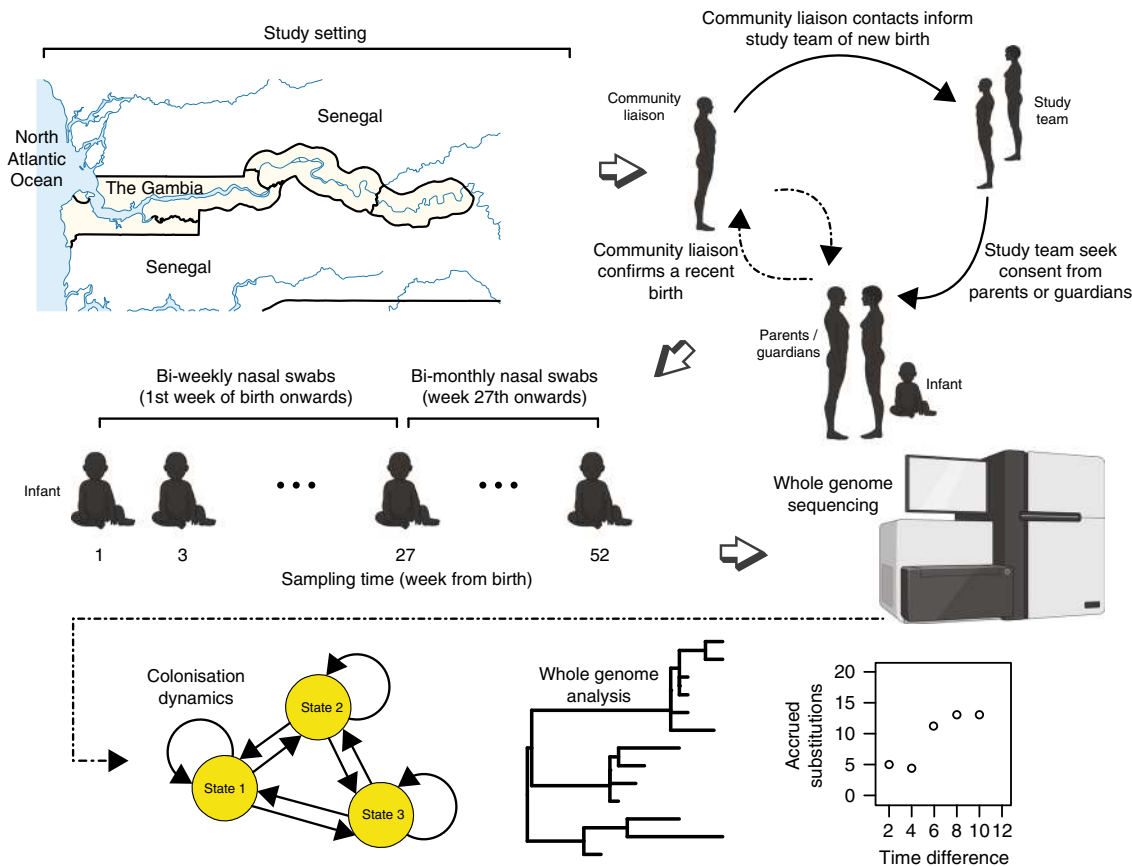 Study setting
North
Atlantic
Ocean
Senegal
The Gambia
Senegal
Community liaison contacts inform
study team of new birth
Community
liaison
Study
team
Community liaison
confirms a recent
birth
Study team seek
consent from
parents or guardians
Parents /
guardians
Infant
Bi-weekly nasal swabs
(1st week of birth onwards)
Bi-monthly nasal swabs
(week 27th onwards)
Infant
1 3 27 52
Sampling time (week from birth)
Whole genome
sequencing
Colonisation
dynamics
State 2
State 1
State 3
Whole genome
analysis
Accrued
substitutions
20
15
10
5
0
2 4 6 8 10 12
Time difference